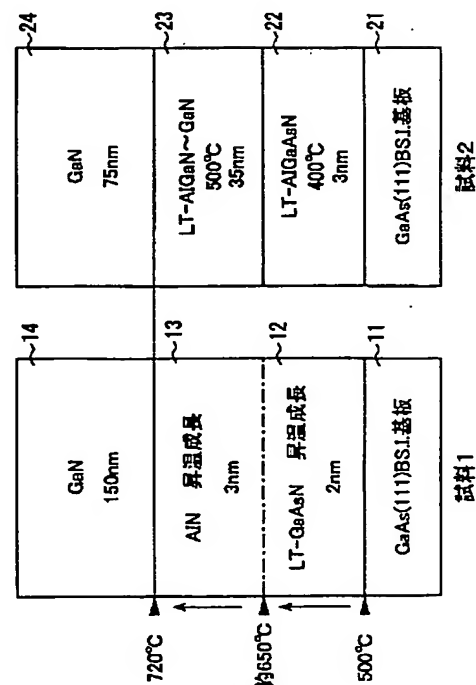 24
GaN
75nm
23
LT-AlGaN～GaN
500℃
35nm
22
LT-AlGaAsN
400℃
3nm
21
GaAs(111)BS.I.基板
試料2
14
GaN
150nm
13
AlN 昇温成長
3nm
12
LT-GaAsN 昇温成長
2nm
11
GaAs(111)BS.I.基板
試料1
720℃
約650℃
500℃